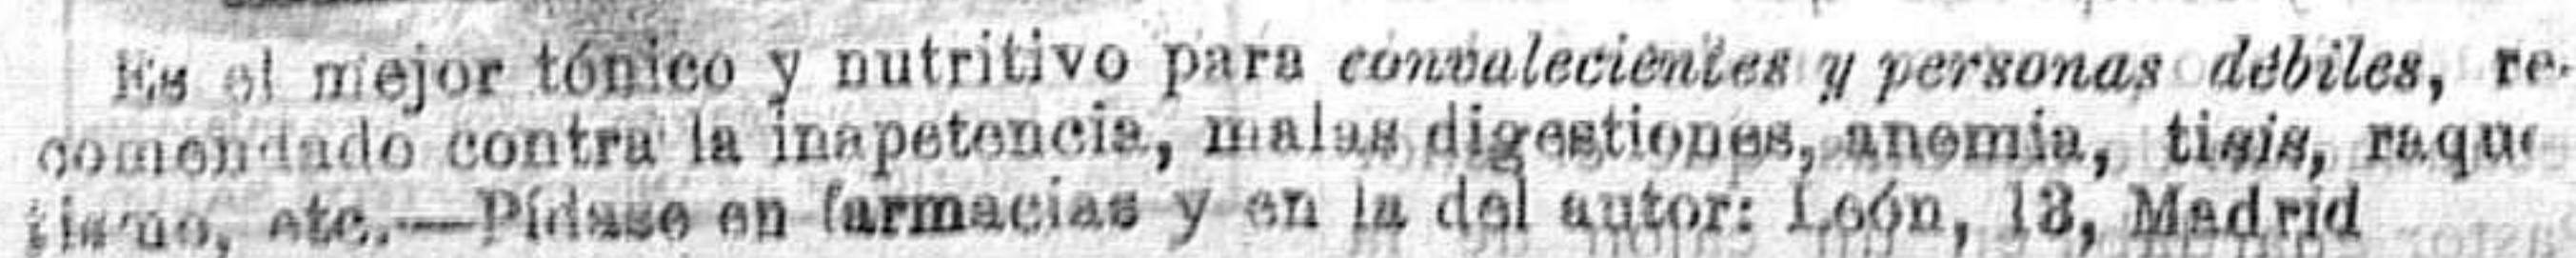 Es el mejor tónico y nutritivo para convalecientes y personas débiles, re-
comendado contra la inapetencia, malas digestiones, anemia, tisis, raqui
tismo, etc.—Pídase en farmacias y en la del autor: León, 13, Madrid